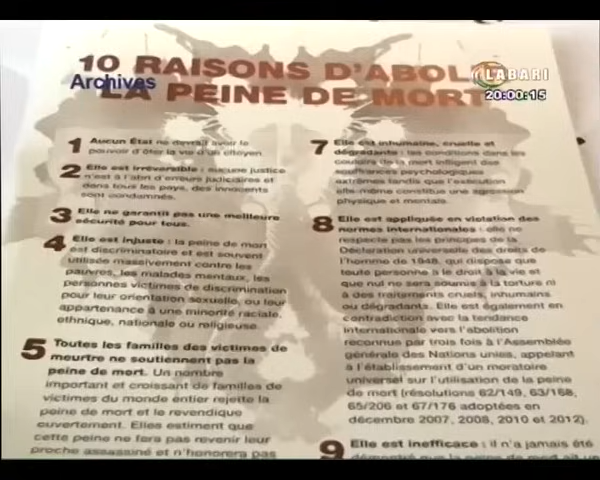 10 RAISONS D'ABOL
LA PEINE DE MORT
Archives
LABARI
20:00:15
1 Aucun État ne devrait avoir le
pouvoir d'ôter la vie d'un citoyen.
2 Elle est irréversible : aucune justice
n'est à l'abri d'erreurs judiciaires et
dans tous les pays, des innocents
sont condamnés.
3 Elle ne garantit pas une meilleure
sécurité pour tous.
4 Elle est injuste : la peine de mort
est discriminatoire et est souvent
utilisée massivement contre les
pauvres, les malades mentaux, les
personnes victimes de discrimination
pour leur orientation sexuelle, ou leur
appartenance à une minorité raciale,
ethnique, nationale ou religieuse.
5 Toutes les familles des victimes de
meurtre ne soutiennent pas la
peine de mort. Un nombre
important et croissant de familles de
victimes du monde entier rejette la
peine de mort et le revendique
ouvertement. Elles estiment que
cette peine ne fera pas revenir leur
proche assassiné et n'honorera pas
7 Elle est inhumaine, cruelle et
dégradante : les conditions dans les
couloirs de la mort infligent des
souffrances psychologiques
extrêmes tandis que l'exécution
elle-même constitue une agression
physique et mentale.
8 Elle est appliquée en violation des
normes internationales : elle ne
respecte pas les principes de la
Déclaration universelle des droits de
l'homme de 1948, qui dispose que
toute personne a le droit à la vie et
que nul ne sera soumis à la torture ni
à des traitements cruels, inhumains
ou dégradants. Elle est également en
contradiction avec la tendance
internationale vers l'abolition
reconnue par trois fois à l'Assemblée
générale des Nations unies, appelant
à l'établissement d'un moratoire
universel sur l'utilisation de la peine
de mort (résolutions 62/149, 63/168,
65/206 et 67/176 adoptées en
décembre 2007, 2008, 2010 et 2012).
9 Elle est inefficace : il n'a jamais été
démontré que la peine de mort ait un